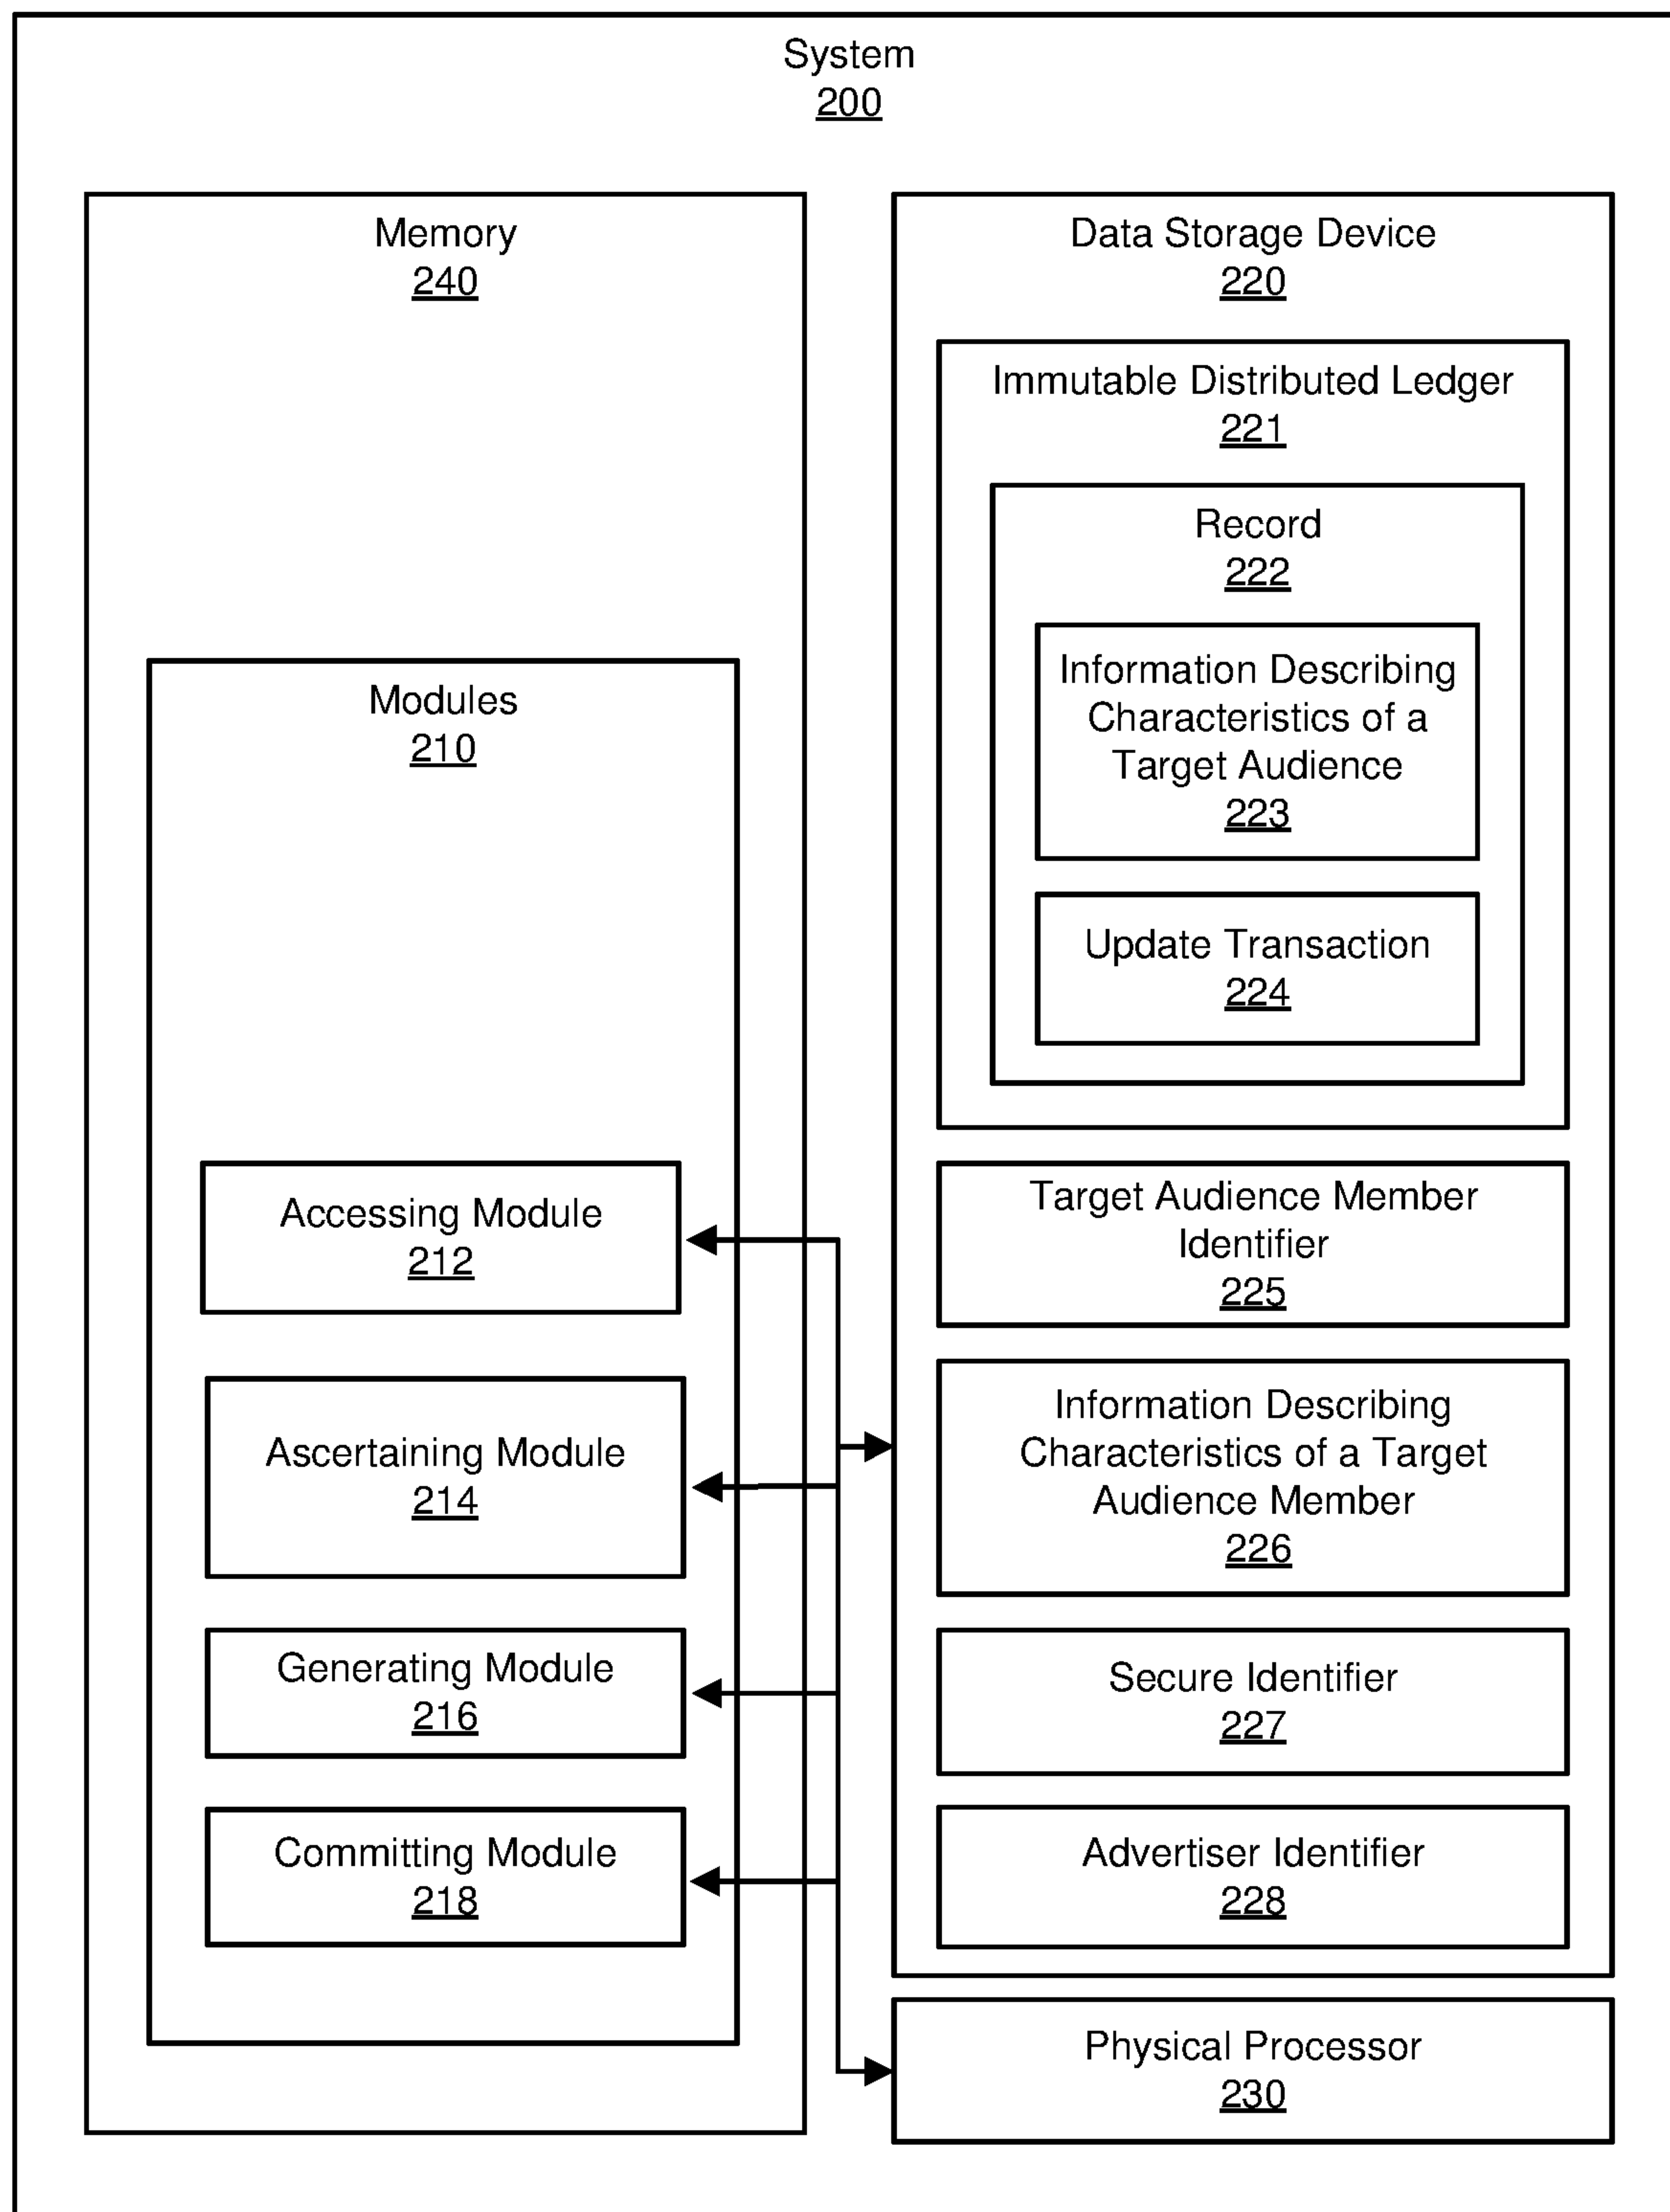 System
200
Memory
240
Modules
210
Accessing Module
212
Ascertaining Module
214
Generating Module
216
Committing Module
218
Data Storage Device
220
Immutable Distributed Ledger
221
Record
222
Information Describing
Characteristics of a
Target Audience
223
Update Transaction
224
Target Audience Member
Identifier
225
Information Describing
Characteristics of a Target
Audience Member
226
Secure Identifier
227
Advertiser Identifier
228
Physical Processor
230